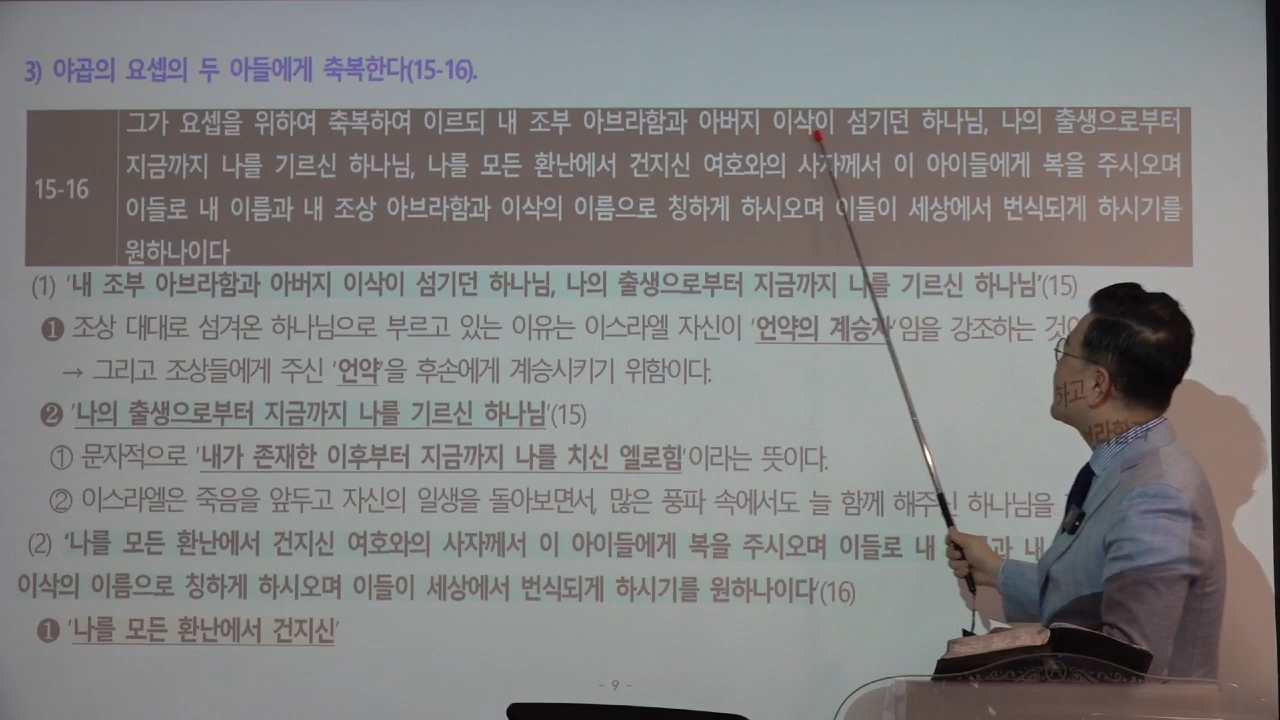 3) 야곱의 요셉의 두 아들에게 축복한다(15-16).
15-16
그가 요셉을 위하여 축복하여 이르되 내 조부 아브라함과 아버지 이삭이 섬기던 하나님, 나의 출생으로부터
지금까지 나를 기르신 하나님, 나를 모든 환난에서 건지신 여호와의 사자께서 이 아이들에게 복을 주시오며
이들로 내 이름과 내 조상 아브라함과 이삭의 이름으로 칭하게 하시오며 이들이 세상에서 번식되게 하시기를
원하나이다
(1) '내 조부 아브라함과 아버지 이삭이 섬기던 하나님, 나의 출생으로부터 지금까지 나를 기르신 하나님'(15)
❶ 조상 대대로 섬겨온 하나님으로 부르고 있는 이유는 이스라엘 자신이 '언약의 계승자'임을 강조하는
→ 그리고 조상들에게 주신 '언약'을 후손에게 계승시키기 위함이다.
❷ '나의 출생으로부터 지금까지 나를 기르신 하나님'(15)
① 문자적으로 '내가 존재한 이후부터 지금까지 나를 치신 엘로힘'이라는 뜻이다.
② 이스라엘은 죽음을 앞두고 자신의 일생을 돌아보면서, 많은 풍파 속에서도 늘 함께 해주신 하나님을
하고
(2) '나를 모든 환난에서 건지신 여호와의 사자께서 이 아이들에게 복을 주시오며 이들로 내
이삭의 이름으로 칭하게 하시오며 이들이 세상에서 번식되게 하시기를 원하나이다'(16)
❶ '나를 모든 환난에서 건지신'
- 9 -